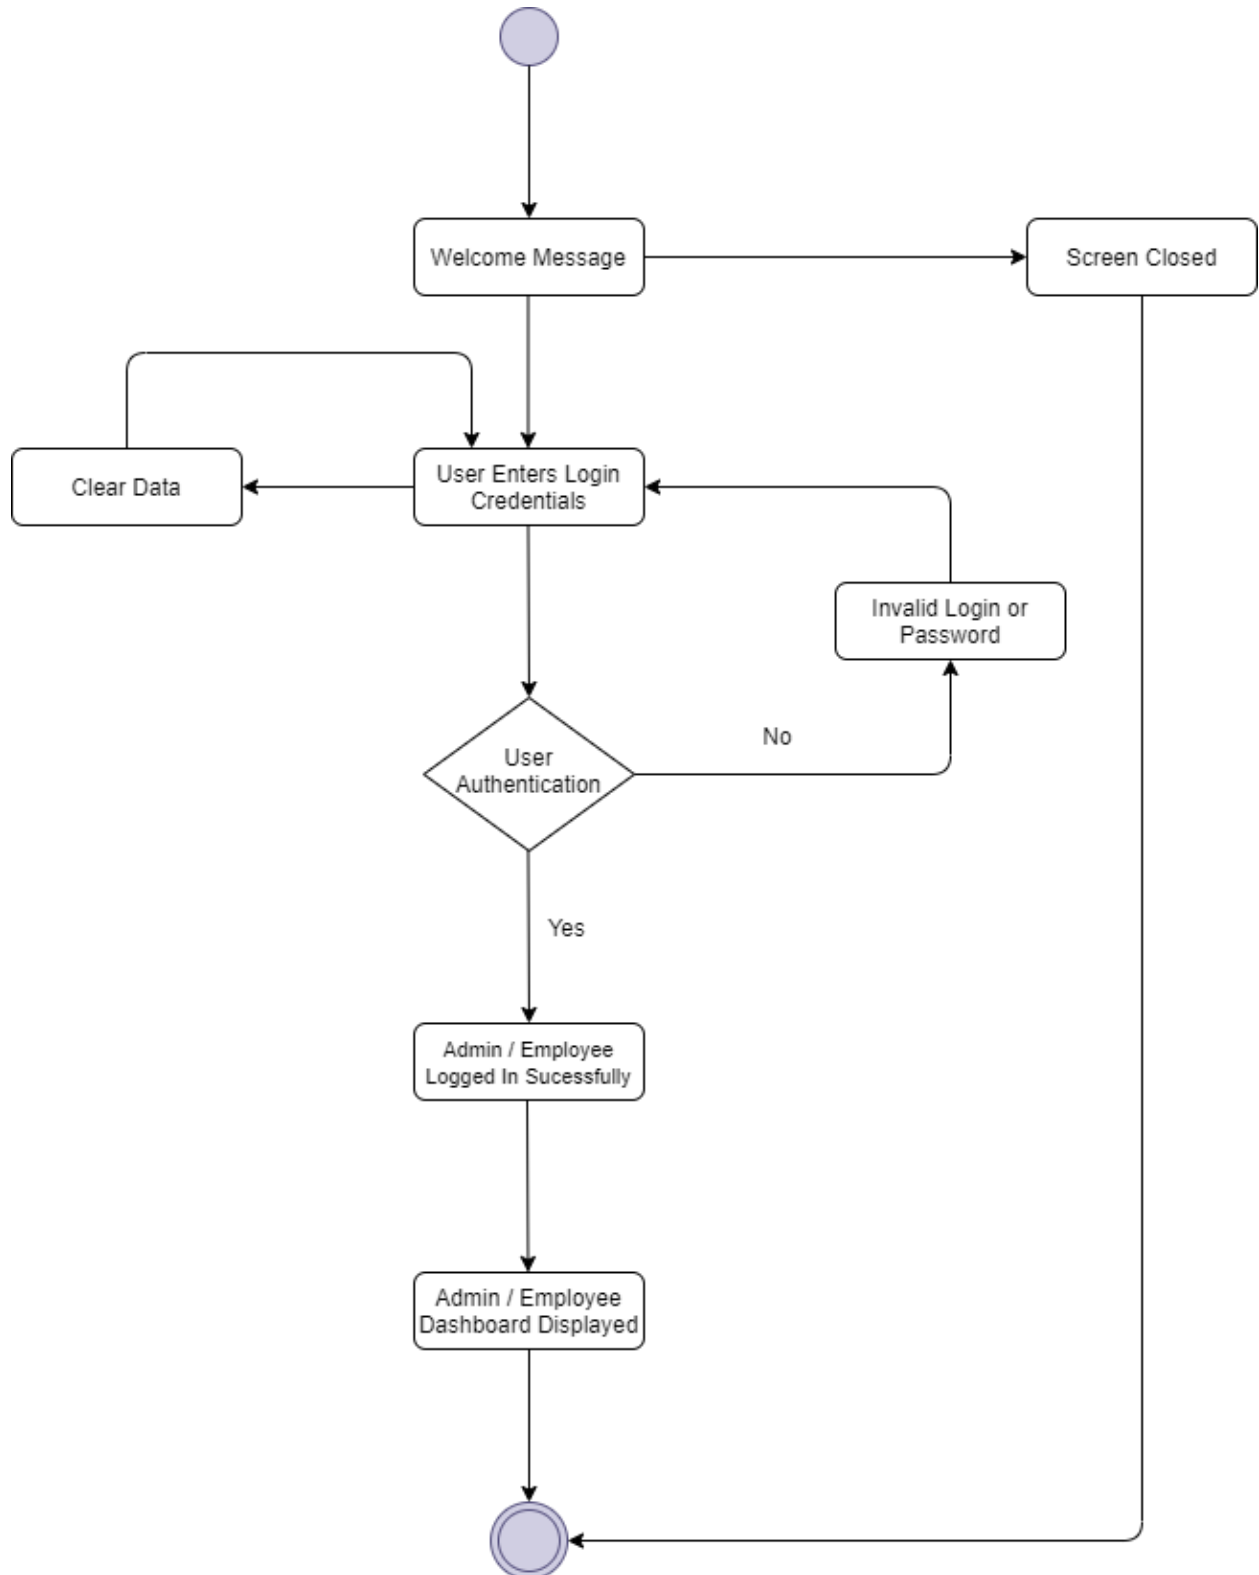 Welcome Message
Screen Closed
Clear Data
User Enters Login
Credentials
Invalid Login or
Password
No
User
Authentication
Yes
Admin / Employee
Logged In Sucessfully
Admin / Employee
Dashboard Displayed